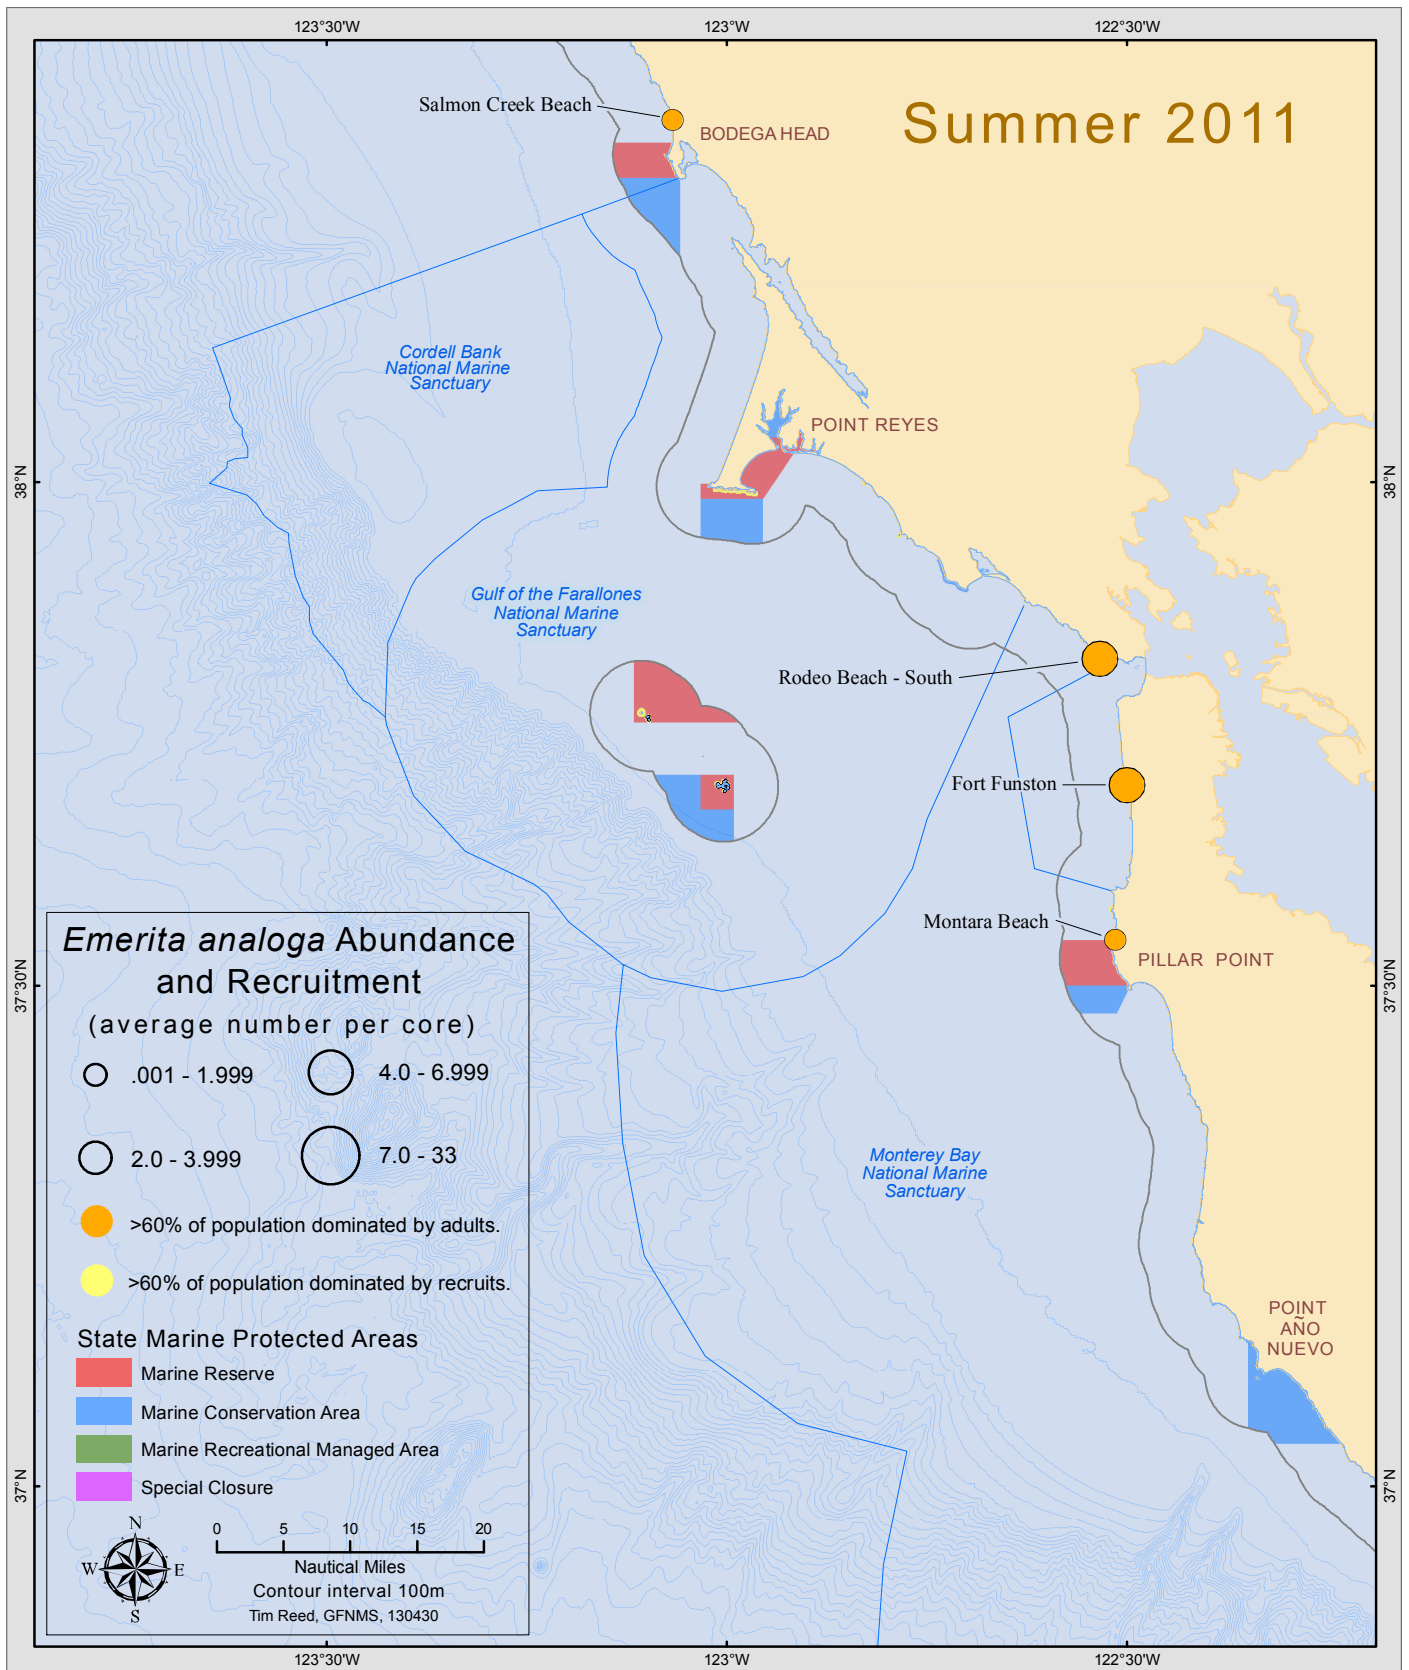 123°30'W
123°W
122°30'W
Summer 2011
Salmon Creek Beach
BODEGA HEAD
Cordell Bank
National Marine
Sanctuary
POINT REYES
38°N
38°N
Gulf of the Farallones
National Marine
Sanctuary
Rodeo Beach - South
Fort Funston
Montara Beach
PILLAR POINT
37°30'N
37°30'N
Monterey Bay
National Marine
Sanctuary
POINT
AÑO
NUEVO
37°N
37°N
Emerita analoga Abundance
and Recruitment
(average number per core)
.001 - 1.999
4.0 - 6.999
2.0 - 3.999
7.0 - 33
>60% of population dominated by adults.
>60% of population dominated by recruits.
State Marine Protected Areas
Marine Reserve
Marine Conservation Area
Marine Recreational Managed Area
Special Closure
N
W
E
S
0 5 10 15 20
Nautical Miles
Contour interval 100m
Tim Reed, GFNMS, 130430
123°30'W
123°W
122°30'W